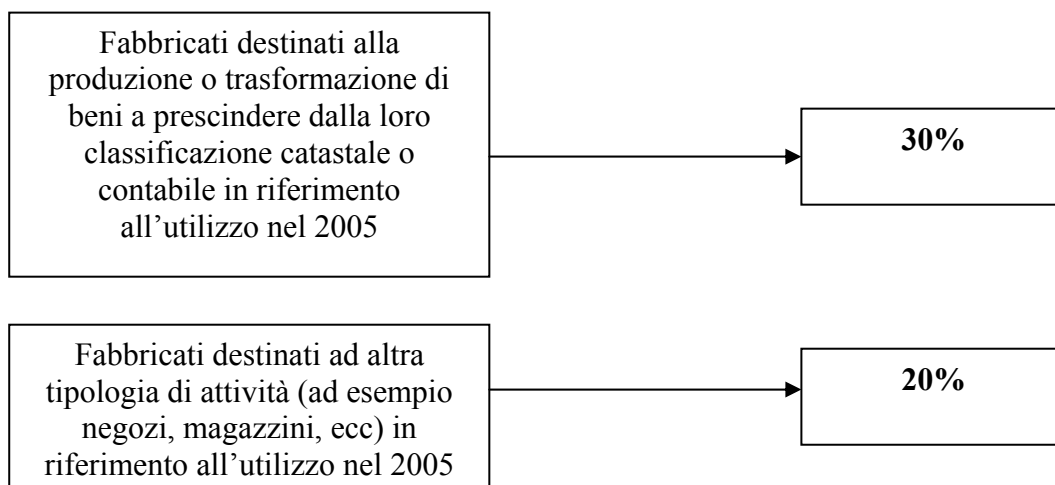 Fabbricati destinati alla
produzione o trasformazione di
beni a prescindere dalla loro
classificazione catastale o
contabile in riferimento
all’utilizzo nel 2005
30%
Fabbricati destinati ad altra
tipologia di attività (ad esempio
negozi, magazzini, ecc) in
riferimento all’utilizzo nel 2005
20%